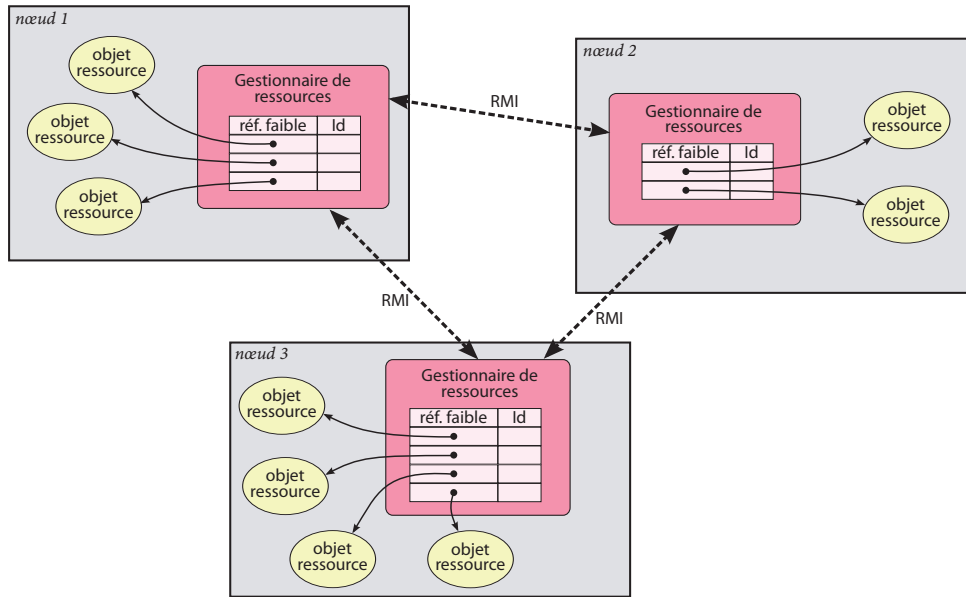 nœud 1
objet
ressource
objet
ressource
objet
ressource
Gestionnaire de
ressources
réf. faible Id
RMI
nœud 2
Gestionnaire de
ressources
réf. faible Id
objet
ressource
objet
ressource
RMI
RMI
nœud 3
Gestionnaire de
ressources
réf. faible Id
objet
ressource
objet
ressource
objet
ressource
objet
ressource